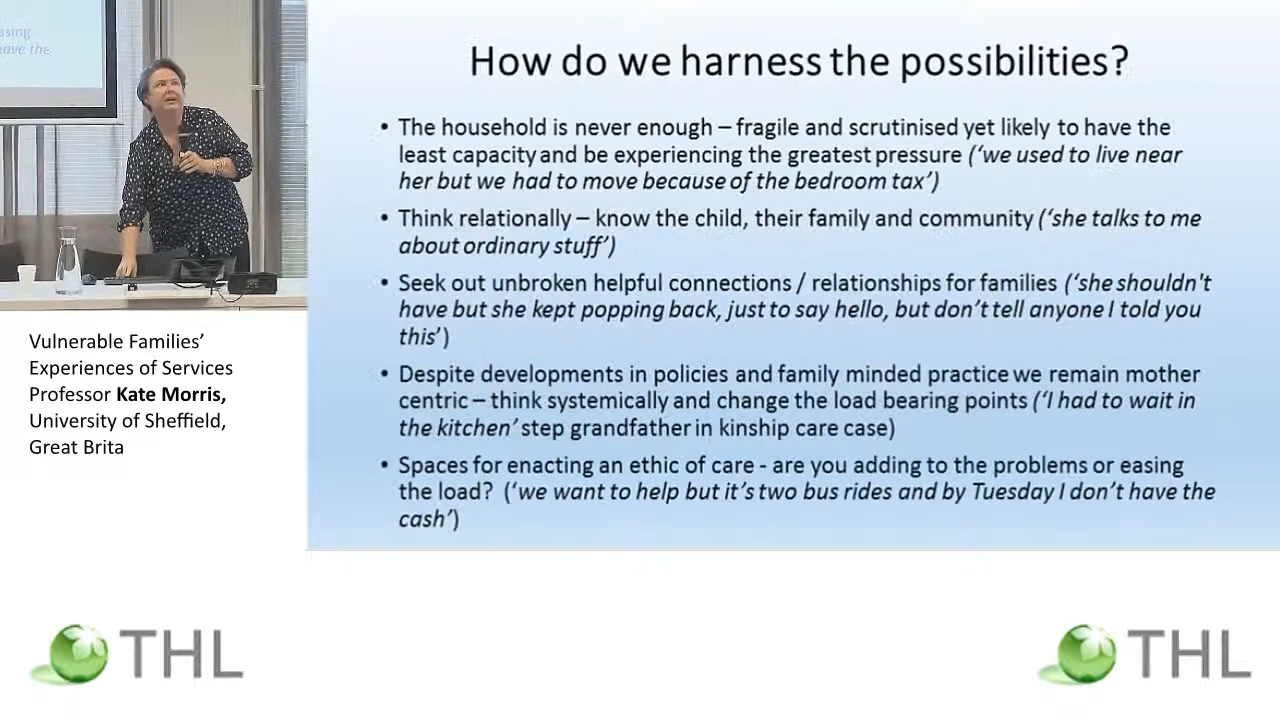 asing
have the
How do we harness the possibilities?
• The household is never enough – fragile and scrutinised yet likely to have the
least capacity and be experiencing the greatest pressure (‘we used to live near
her but we had to move because of the bedroom tax’)
• Think relationally – know the child, their family and community (‘she talks to me
about ordinary stuff’)
• Seek out unbroken helpful connections / relationships for families (‘she shouldn't
have but she kept popping back, just to say hello, but don’t tell anyone I told you
this’)
• Despite developments in policies and family minded practice we remain mother
centric – think systemically and change the load bearing points (‘I had to wait in
the kitchen’ step grandfather in kinship care case)
• Spaces for enacting an ethic of care - are you adding to the problems or easing
the load? (‘we want to help but it’s two bus rides and by Tuesday I don’t have the
cash’)
Vulnerable Families’
Experiences of Services
Professor Kate Morris,
University of Sheffield,
Great Brita
THL
THL